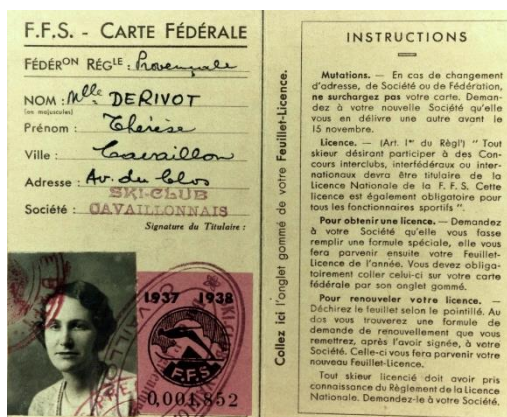 F.F.S. - CARTE FÉDÉRALE
FÉDÉRON RÉGLE : Provençale
NOM : Mlle DERIVOT
(en majuscules)
Prénom : Thérèse
Ville : Cavaillon
Adresse : Av. du Clos
SKI-CLUB
Société : CAVAILLONNAIS
Signature du Titulaire :
1937 1938
F.F.S.
0,001,852
Collez ici l'onglet gommé de votre Feuillet-Licence.
INSTRUCTIONS
Mutations. — En cas de changement
d'adresse, de Société ou de Fédération,
ne surchargez pas votre carte. Deman-
dez à votre nouvelle Société qu'elle
vous en délivre une autre avant le
15 novembre.
Licence. — (Art. 1er du Règl) " Tout
skieur désirant participer à des Con-
cours interclubs, interfédéraux ou in-
ternationaux devra être titulaire de la
Licence Nationale de la F. F. S. Cette
licence est également obligatoire pour
tous les fonctionnaires sportifs ".
Pour obtenir une licence. — Demandez
à votre Société qu'elle vous fasse
remplir une formule spéciale, elle vous
fera parvenir ensuite votre Feuillet-
Licence de l'année. Vous devez obliga-
toirement coller celui-ci sur votre carte
fédérale par son onglet gommé.
Pour renouveler votre licence. —
Déchirez le feuillet selon le pointillé. Au
dos vous trouverez une formule de
demande de renouvellement que vous
remettrez, après l'avoir signée, à votre
Société. Celle-ci vous fera parvenir votre
nouveau Feuillet-Licence.
Tout skieur licencié doit avoir pris
connaissance du Règlement de la Licence
Nationale. Demandez-le à votre Société.